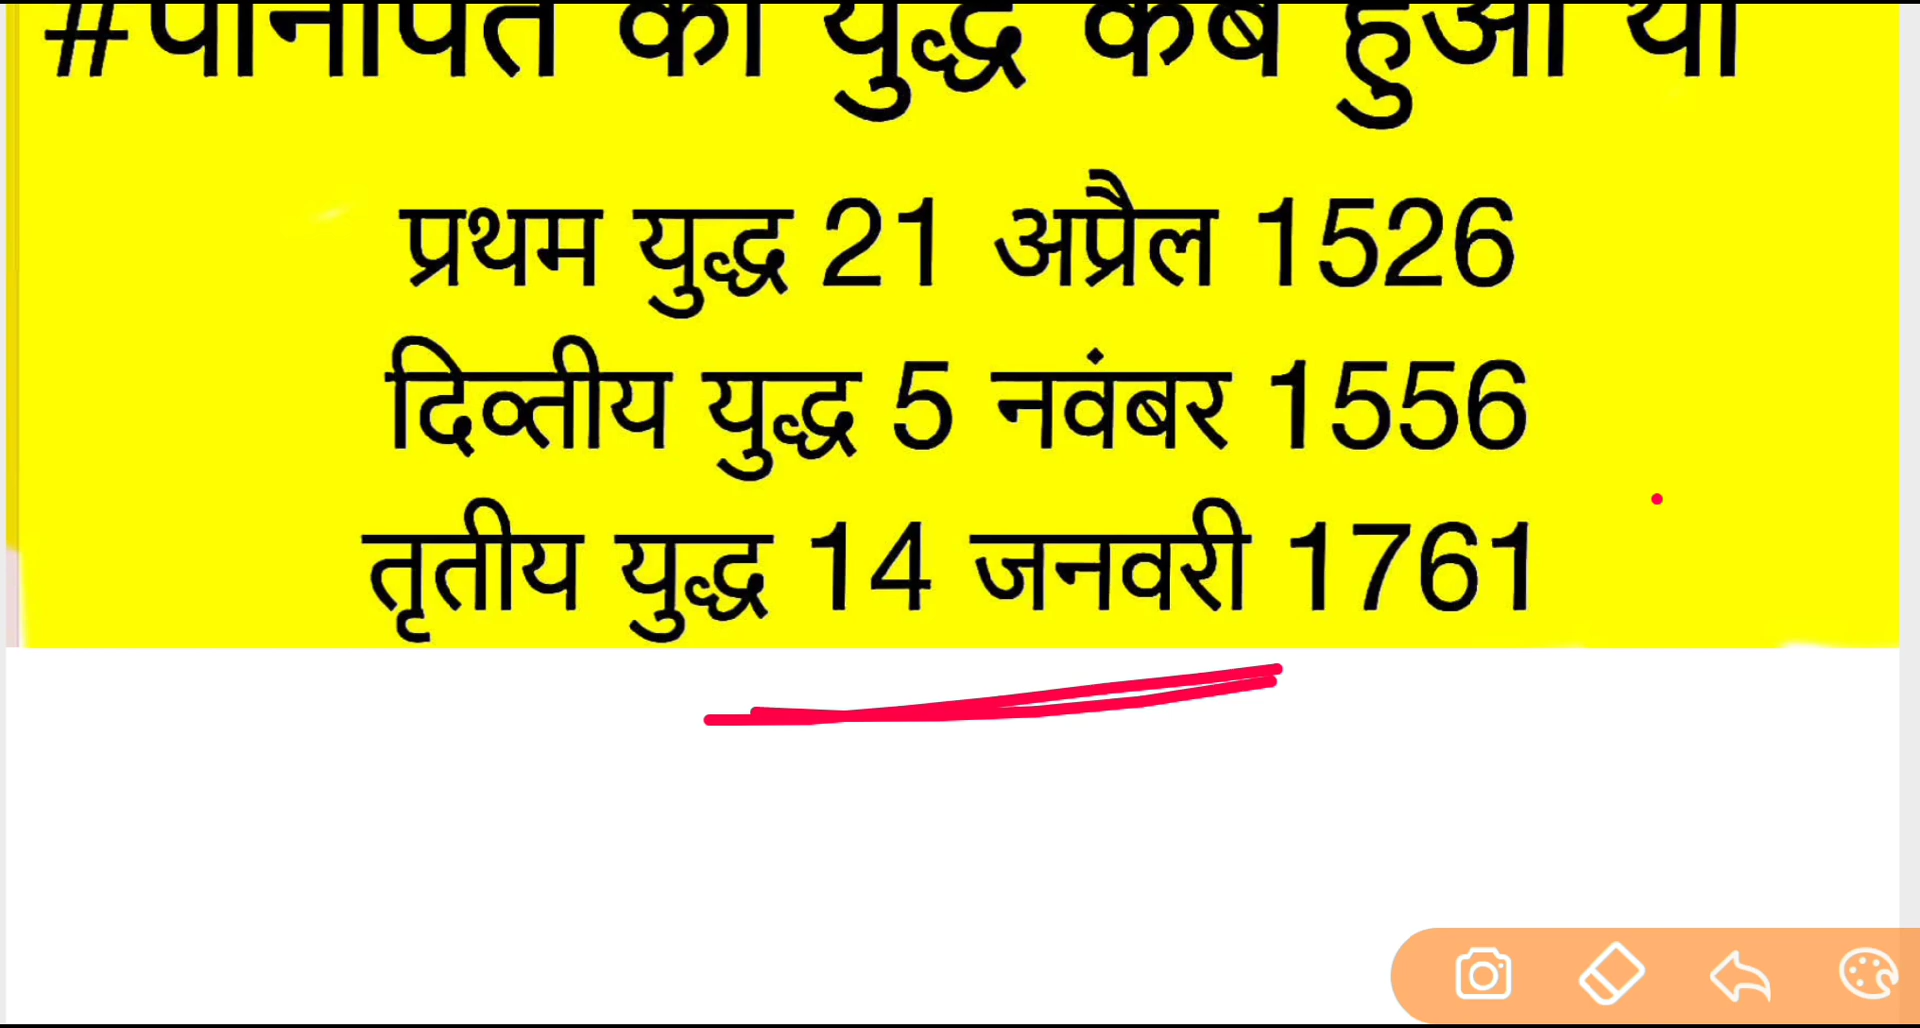 #पानीपत का युद्ध कब हुआ था
प्रथम युद्ध 21 अप्रैल 1526
दिव्तीय युद्ध 5 नवंबर 1556
तृतीय युद्ध 14 जनवरी 1761